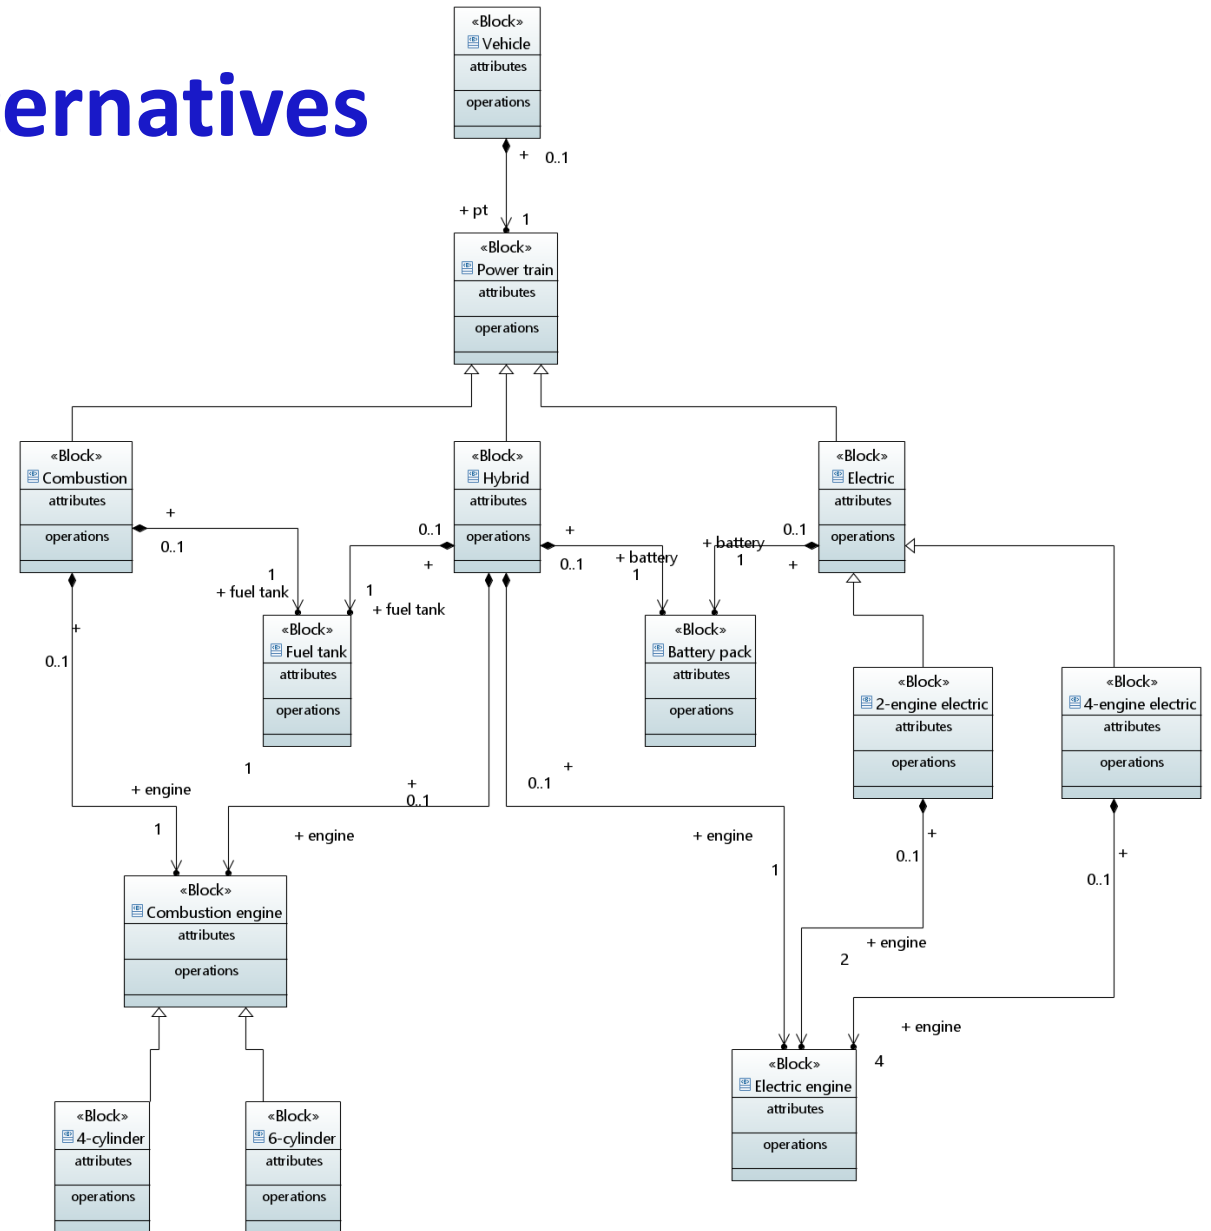 «Block»
Vehicle
attributes
operations
ernatives
+ 0..1
+ pt 1
«Block»
Power train
attributes
operations
«Block»
Combustion
attributes
operations
«Block»
Hybrid
attributes
operations
«Block»
Electric
attributes
operations
+
0..1
1
+ fuel tank
0..1
+
1
+ fuel tank
+
0..1
+ battery
1
0..1
+
+ battery
1
+
0..1
«Block»
Fuel tank
attributes
operations
«Block»
Battery pack
attributes
operations
«Block»
2-engine electric
attributes
operations
«Block»
4-engine electric
attributes
operations
1
+ engine
1
+
0..1
+ engine
+
0..1
+ engine
1
+
0..1
+ engine
2
+
0..1
+ engine
4
«Block»
Combustion engine
attributes
operations
«Block»
Electric engine
attributes
operations
«Block»
4-cylinder
attributes
operations
«Block»
6-cylinder
attributes
operations